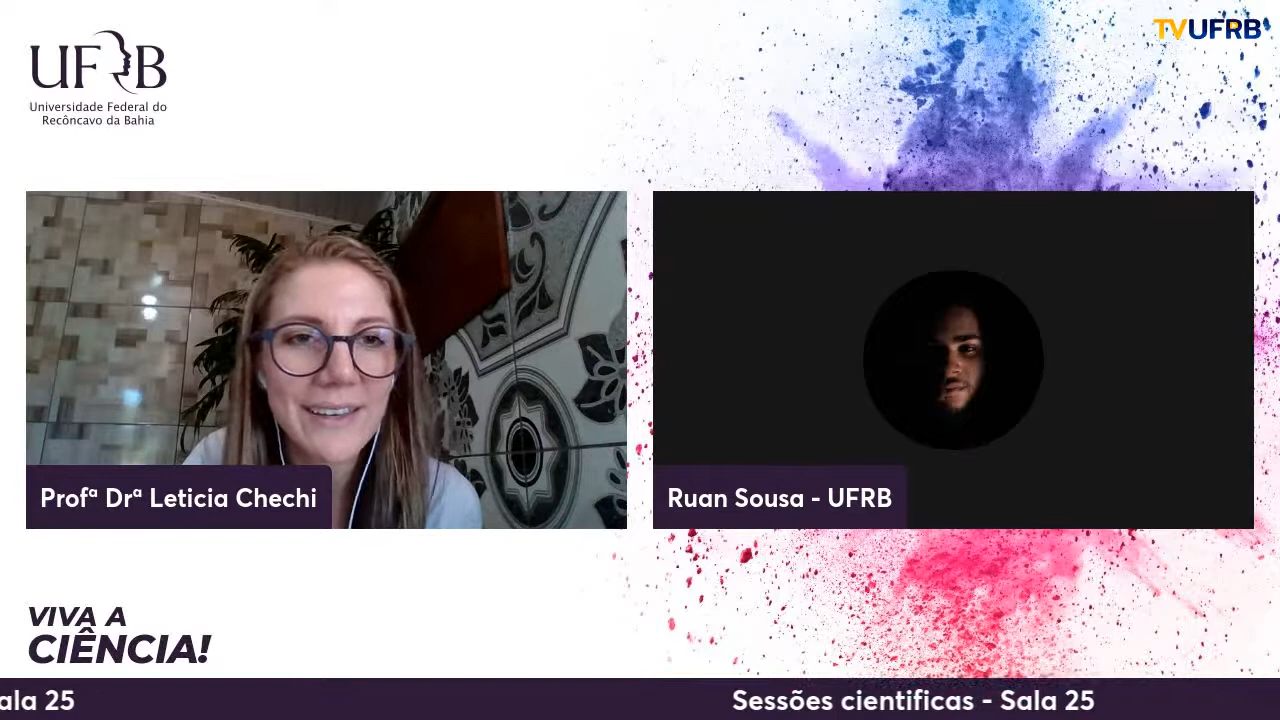 UFRB
Universidade Federal do
Recôncavo da Bahia
TVUFRB
Profª Drª Leticia Chechi
Ruan Sousa - UFRB
VIVA A
CIÊNCIA!
ala 25
Sessões cientificas - Sala 25